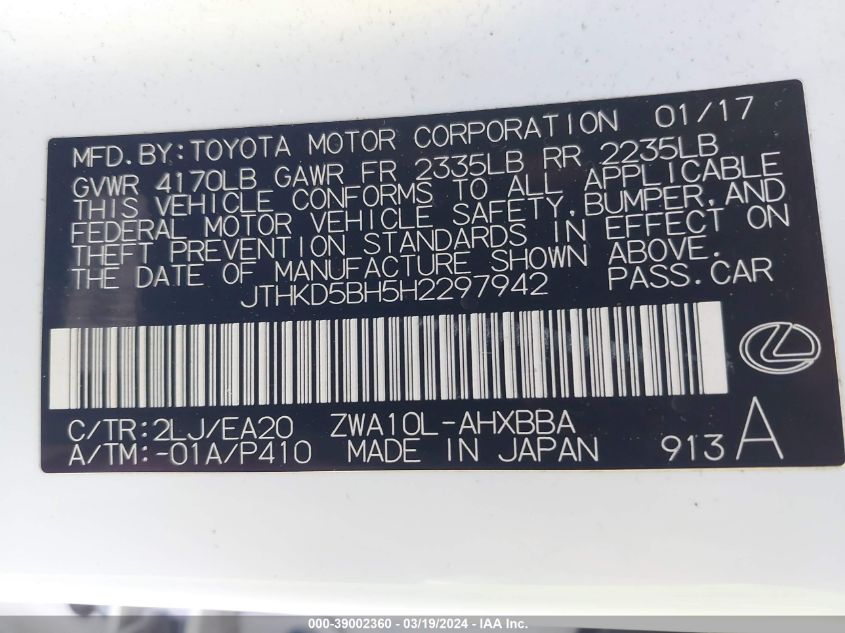 MFD.BY:TOYOTA MOTOR CORPORATION 01/17
GVWR 4170LB GAWR FR 2335LB RR 2235LB
THIS VEHICLE CONFORMS TO ALL APPLICABLE
FEDERAL MOTOR VEHICLE SAFETY,BUMPER,AND
THEFT PREVENTION STANDARDS IN EFFECT ON
THE DATE OF MANUFACTURE SHOWN ABOVE.
JTHKD5BH5H2297942 PASS.CAR
C/TR:2LJ/EA20 ZWA10L-AHXBBA
A/TM:-01A/P410 MADE IN JAPAN 913 A
000-39002360 - 03/19/2024 - IAA Inc.